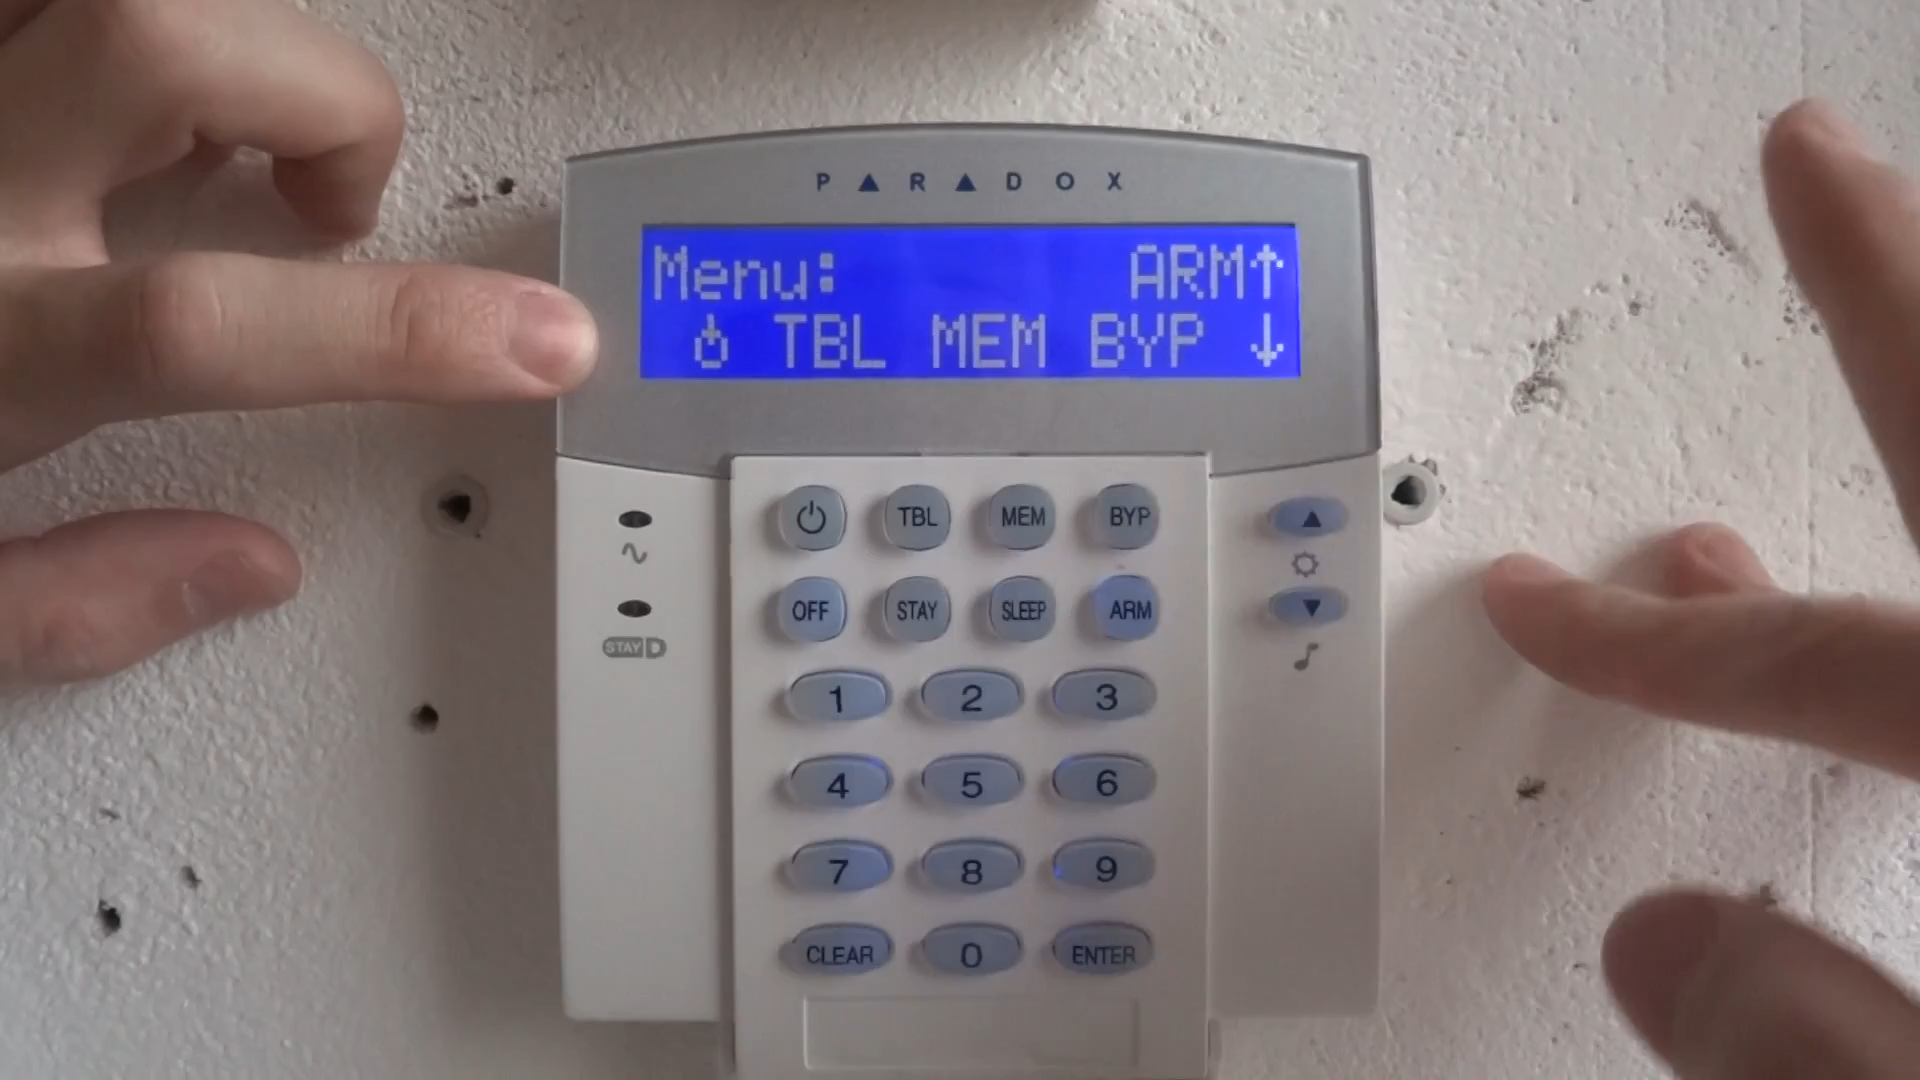 PARADOX
Menu: ARM↑
TBL MEM BYP ↓
TBL MEM BYP
OFF STAY SLEEP ARM
STAY D
1 2 3
4 5 6
7 8 9
CLEAR 0 ENTER